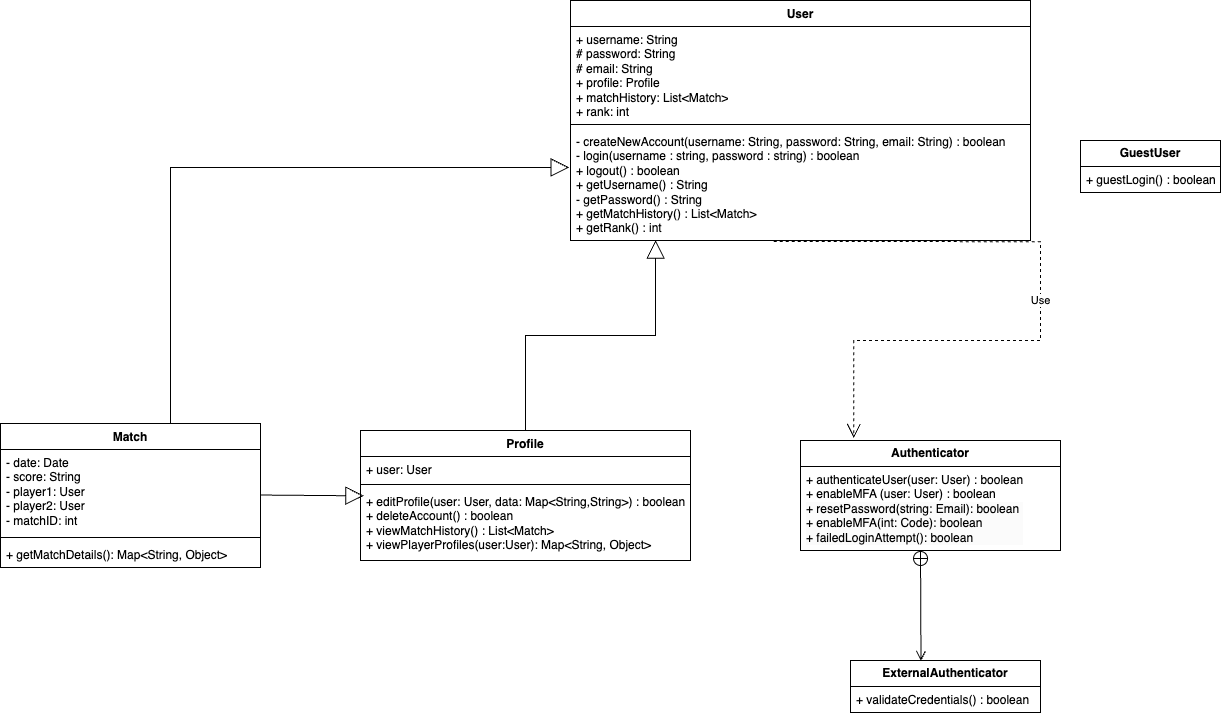 User
+ username: String
# password: String
# email: String
+ profile: Profile
+ matchHistory: List<Match>
+ rank: int
- createNewAccount(username: String, password: String, email: String) : boolean
- login(username : string, password : string) : boolean
+ logout() : boolean
+ getUsername() : String
- getPassword() : String
+ getMatchHistory() : List<Match>
+ getRank() : int
GuestUser
+ guestLogin() : boolean
Use
Match
- date: Date
- score: String
- player1: User
- player2: User
- matchID: int
+ getMatchDetails(): Map<String, Object>
Profile
+ user: User
+ editProfile(user: User, data: Map<String,String>) : boolean
+ deleteAccount() : boolean
+ viewMatchHistory() : List<Match>
+ viewPlayerProfiles(user:User): Map<String, Object>
Authenticator
+ authenticateUser(user: User) : boolean
+ enableMFA (user: User) : boolean
+ resetPassword(string: Email): boolean
+ enableMFA(int: Code): boolean
+ failedLoginAttempt(): boolean
ExternalAuthenticator
+ validateCredentials() : boolean